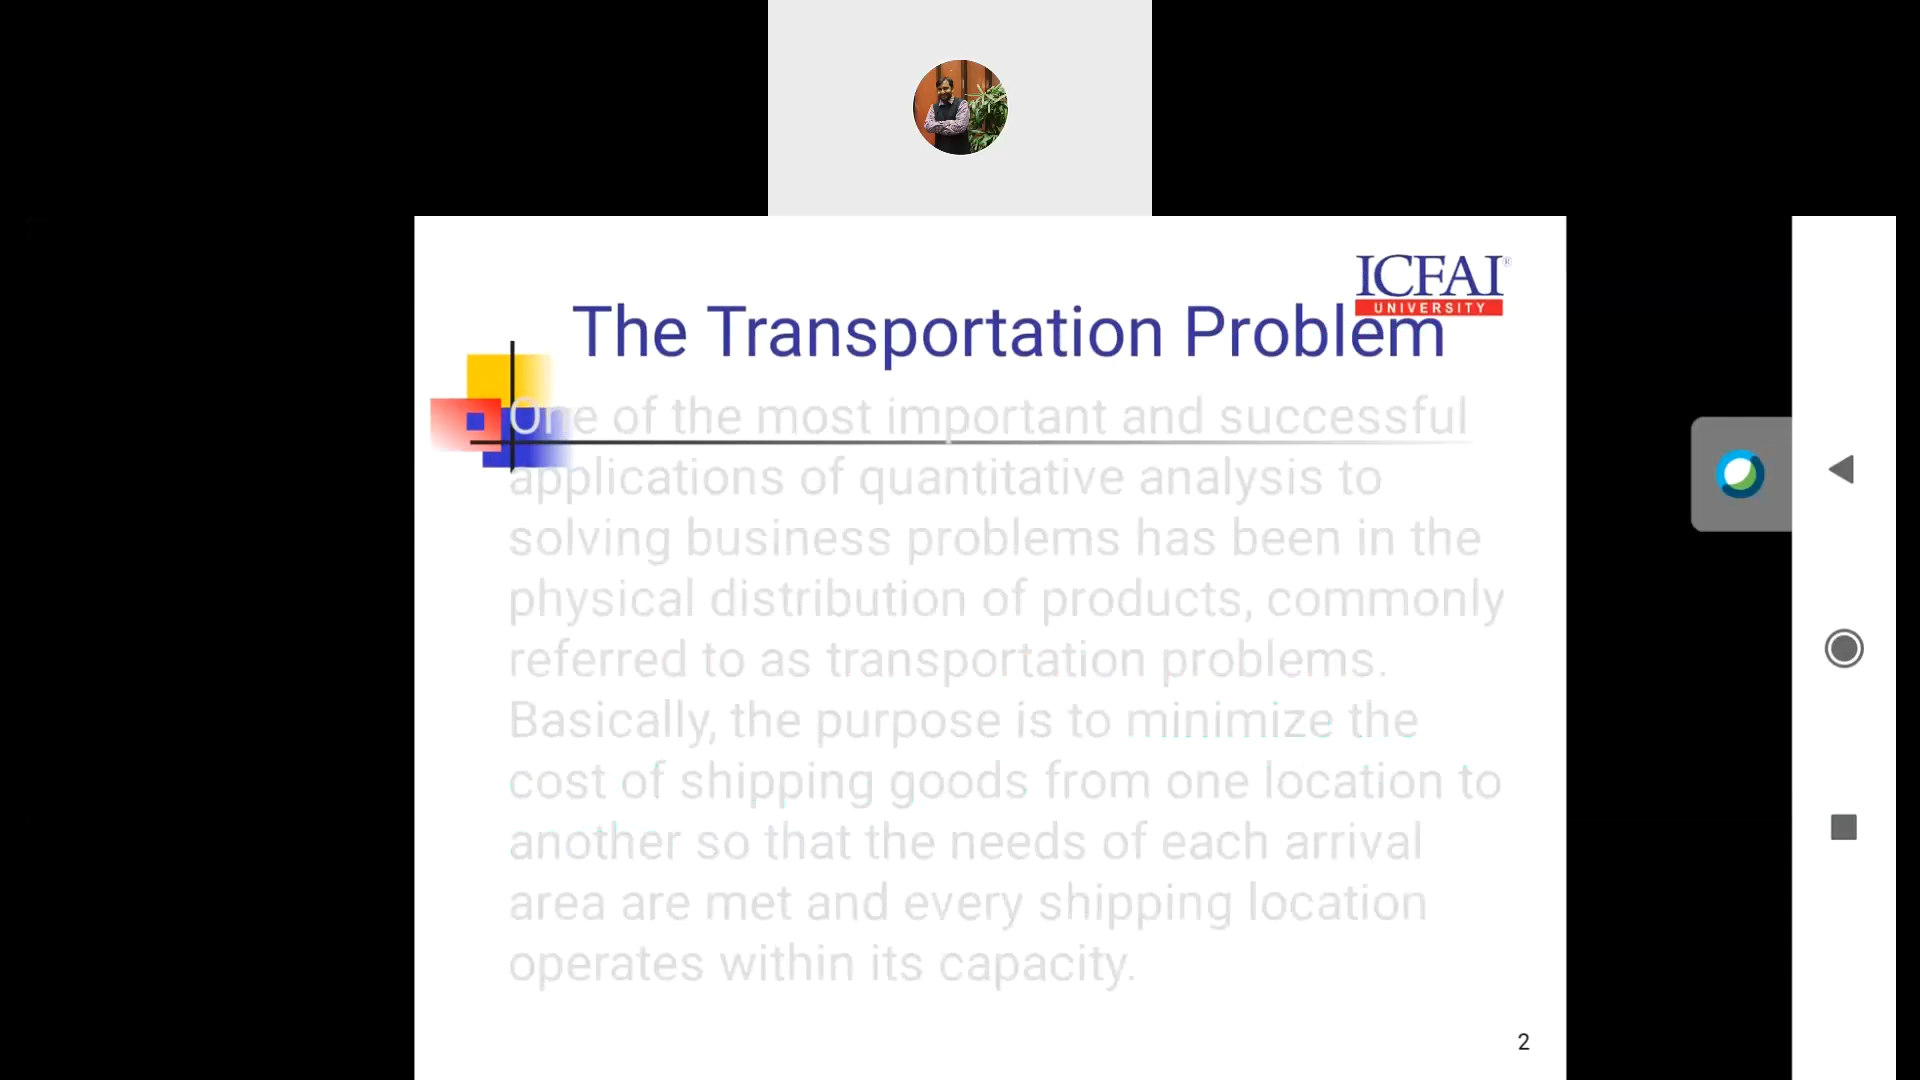 ICFAI®
UNIVERSITY
The Transportation Problem
One of the most important and successful
applications of quantitative analysis to
solving business problems has been in the
physical distribution of products, commonly
referred to as transportation problems.
Basically, the purpose is to minimize the
cost of shipping goods from one location to
another so that the needs of each arrival
area are met and every shipping location
operates within its capacity.
2